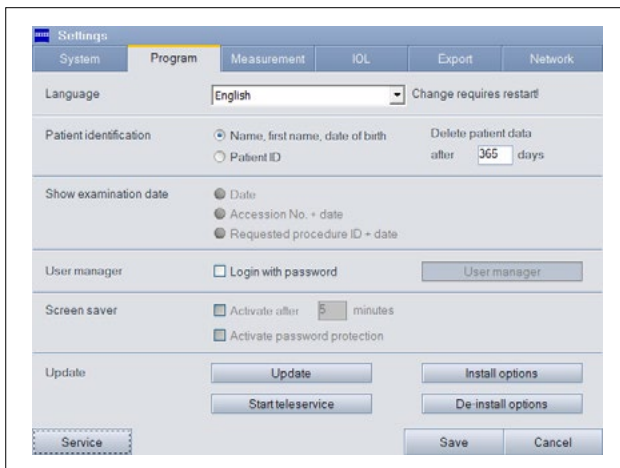 ZEISS Settings
System Program Measurement IOL Export Network
Language English Change requires restart!
Patient identification Name, first name, date of birth Delete patient data
Patient ID after 365 days
Show examination date Date
Accession No. + date
Requested procedure ID + date
User manager Login with password User manager
Screen saver Activate after 5 minutes
Activate password protection
Update Update Install options
Start teleservice De-install options
Service Save Cancel